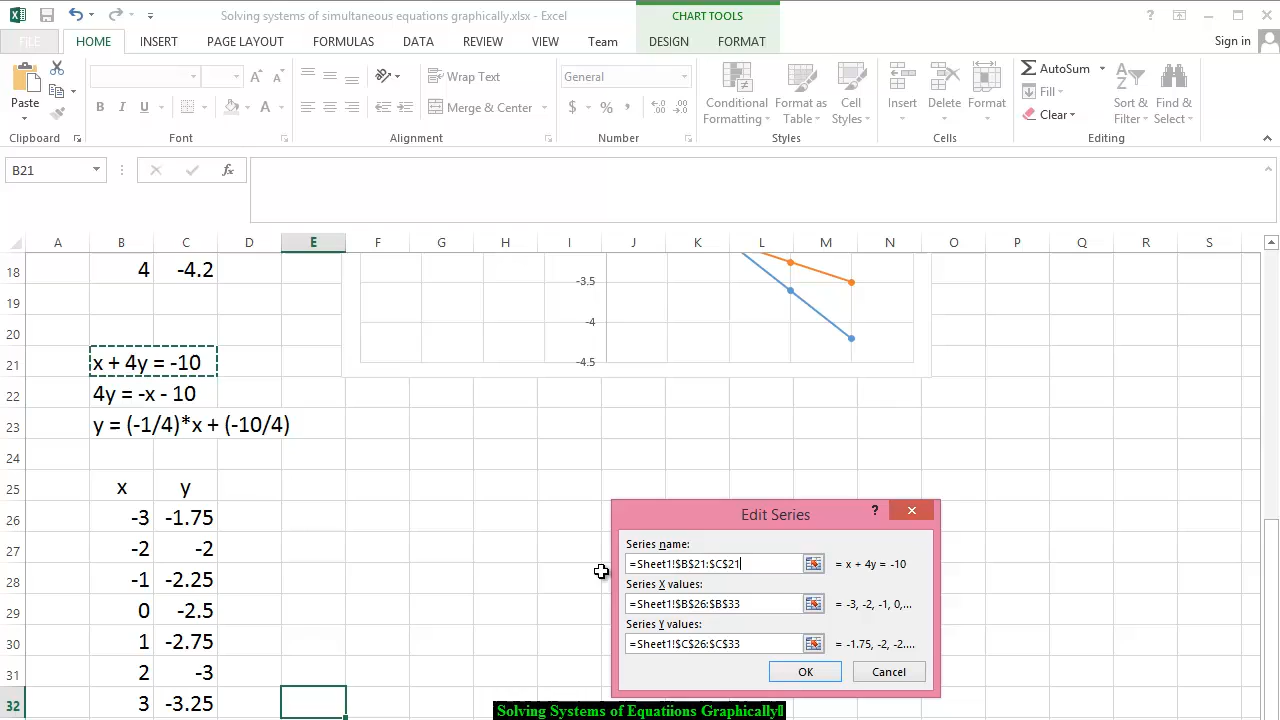 Solving systems of simultaneous equations graphically.xlsx - Excel
CHART TOOLS
FILE HOME INSERT PAGE LAYOUT FORMULAS DATA REVIEW VIEW Team DESIGN FORMAT Sign in
Wrap Text General AutoSum
Paste B I U A Merge & Center $ % , Conditional Formatting Format as Table Cell Styles Insert Delete Format Fill Clear Sort & Filter Find & Select
Clipboard Font Alignment Number Styles Cells Editing
B21 fx
A B C D E F G H I J K L M N O P Q R S
18 4 -4.2
-3.5
19
20 -4
21 x + 4y = -10 -4.5
22 4y = -x - 10
23 y = (-1/4)*x + (-10/4)
24
25 x y
26 -3 -1.75
27 -2 -2
28 -1 -2.25
29 0 -2.5
30 1 -2.75
31 2 -3
32 3 -3.25
Edit Series ?
Series name:
=Sheet1!$B$21:$C$21 = x + 4y = -10
Series X values:
=Sheet1!$B$26:$B$33 = -3, -2, -1, 0,...
Series Y values:
=Sheet1!$C$26:$C$33 = -1.75, -2, -2....
OK Cancel
Solving Systems of Equatiions Graphically